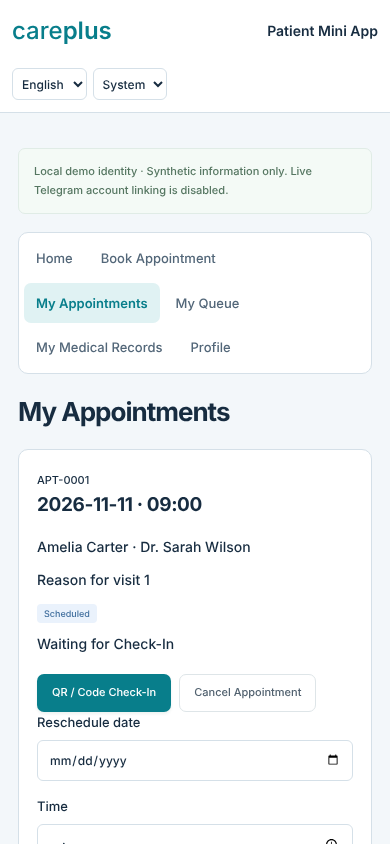 careplus
Patient Mini App
English
System
Local demo identity · Synthetic information only. Live
Telegram account linking is disabled.
Home
Book Appointment
My Appointments
My Queue
My Medical Records
Profile
My Appointments
APT-0001
2026-11-11 · 09:00
Amelia Carter · Dr. Sarah Wilson
Reason for visit 1
Scheduled
Waiting for Check-In
QR / Code Check-In
Cancel Appointment
Reschedule date
mm/dd/yyyy
Time